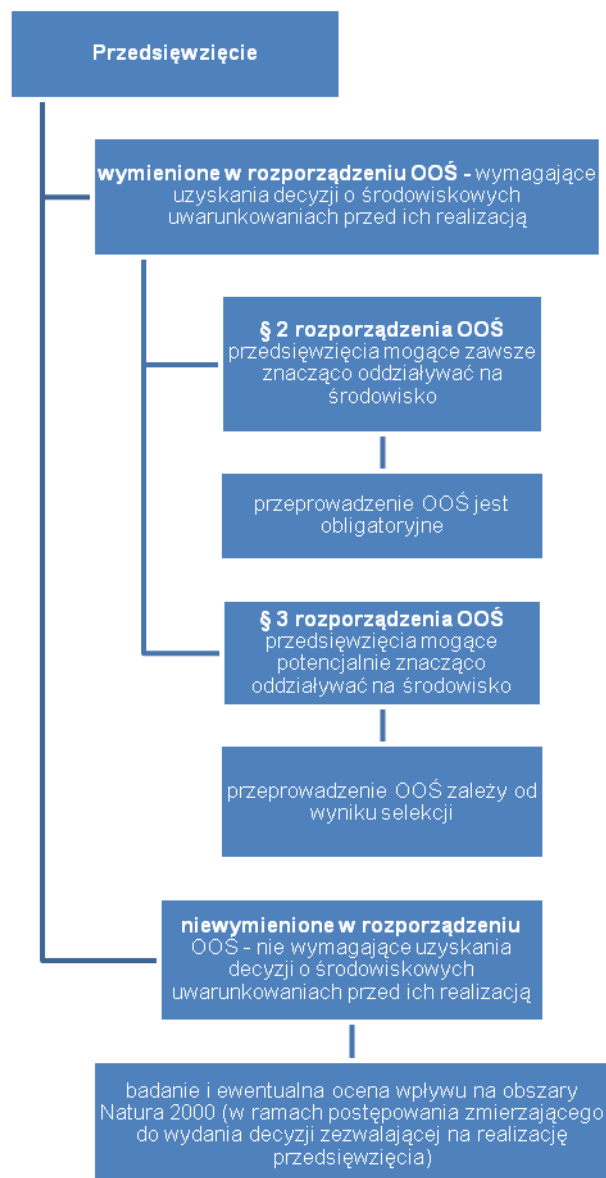 Przedsięwzięcie
wymienione w rozporządzeniu OOŚ - wymagające
uzyskania decyzji o środowiskowych
uwarunkowaniach przed ich realizacją
§ 2 rozporządzenia OOŚ
przedsięwzięcia mogące zawsze
znacząco oddziaływać na
środowisko
przeprowadzenie OOŚ jest
obligatoryjne
§ 3 rozporządzenia OOŚ
przedsięwzięcia mogące
potencjalnie znacząco
oddziaływać na środowisko
przeprowadzenie OOŚ zależy od
wyniku selekcji
niewymienione w rozporządzeniu
OOŚ - nie wymagające uzyskania
decyzji o środowiskowych
uwarunkowaniach przed ich realizacją
badanie i ewentualna ocena wpływu na obszary
Natura 2000 (w ramach postępowania zmierzającego
do wydania decyzji zezwalającej na realizację
przedsięwzięcia)